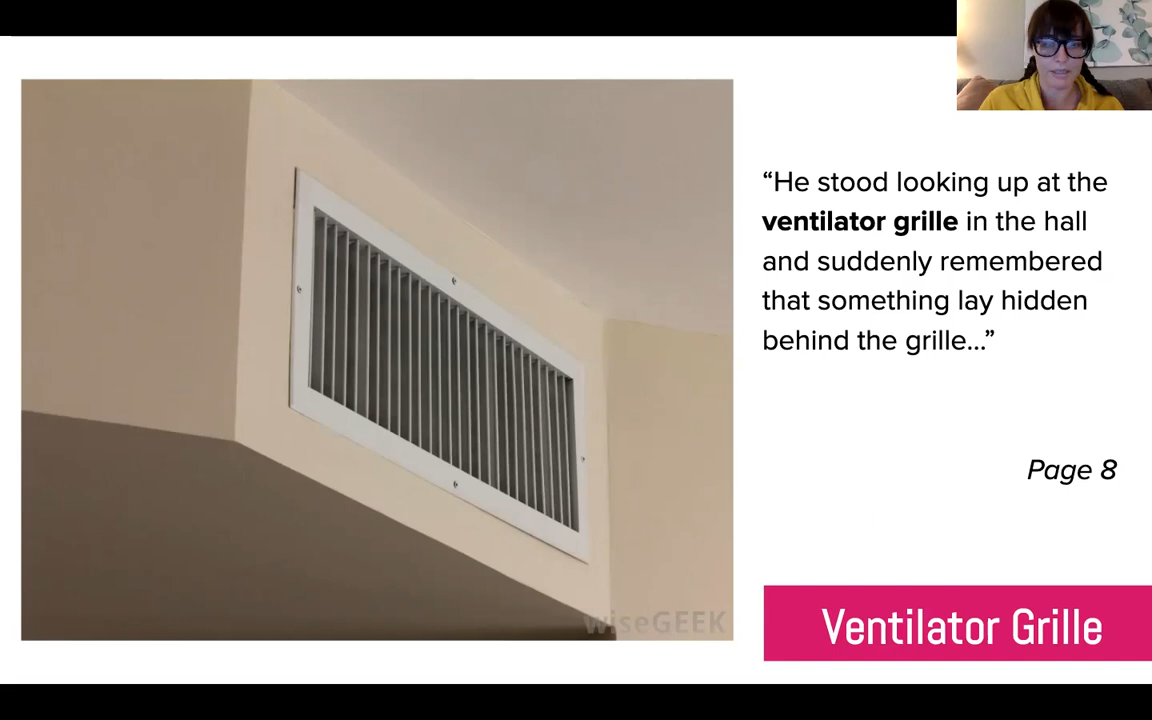 “He stood looking up at the
ventilator grille in the hall
and suddenly remembered
that something lay hidden
behind the grille...”
Page 8
wiseGEEK
Ventilator Grille